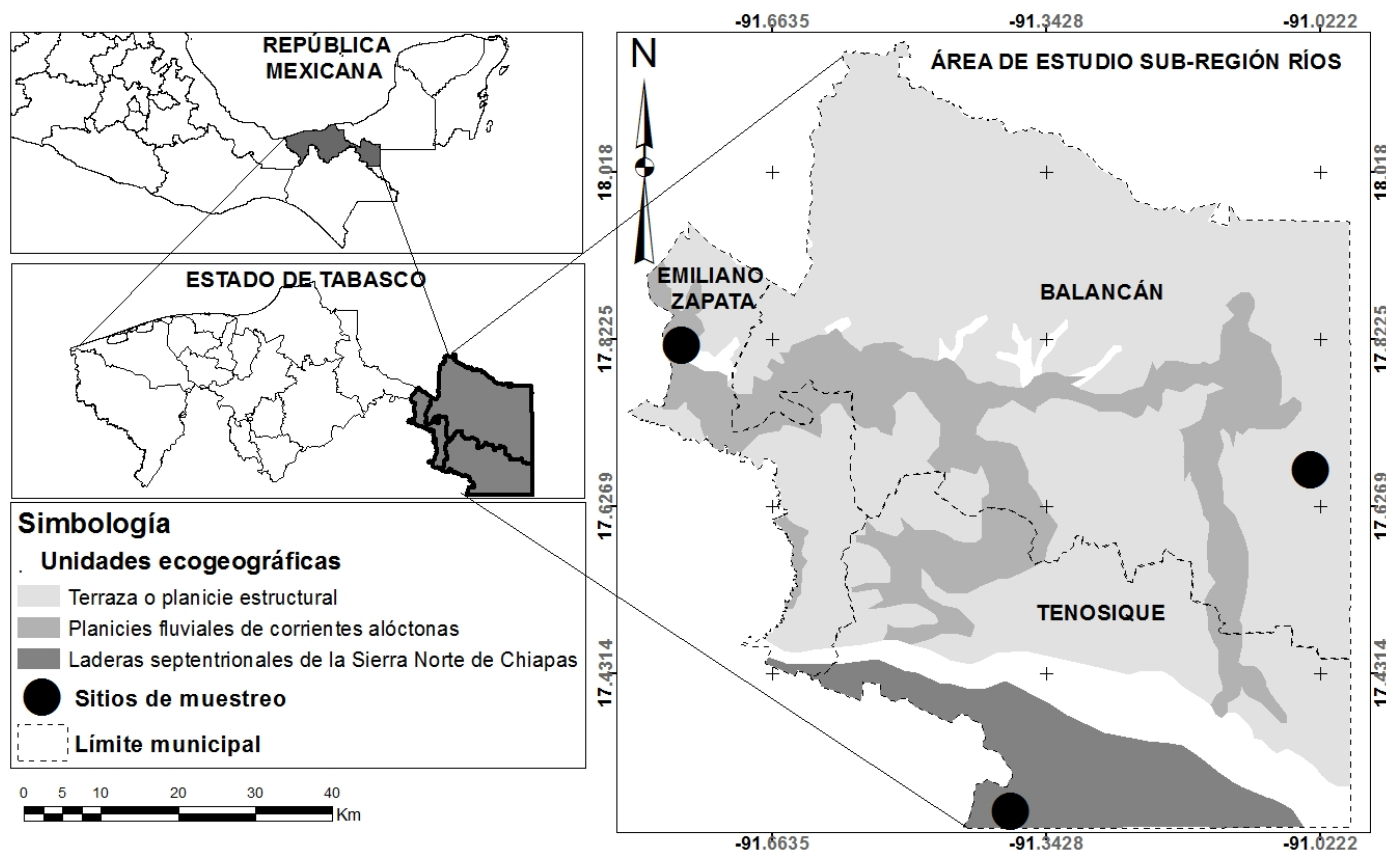 REPÚBLICA
MEXICANA
ESTADO DE TABASCO
Simbología
Unidades ecogeográficas
Terraza o planicie estructural
Planicies fluviales de corrientes alóctonas
Laderas septentrionales de la Sierra Norte de Chiapas
Sitios de muestreo
Límite municipal
0 5 10 20 30 40
Km
-91.6635 -91.3428 -91.0222
N
ÁREA DE ESTUDIO SUB-REGIÓN RÍOS
18.018 18.018
EMILIANO
ZAPATA
BALANCÁN
17.8225 17.8225
17.6269 17.6269
TENOSIQUE
17.4314 17.4314
-91.6635 -91.3428 -91.0222